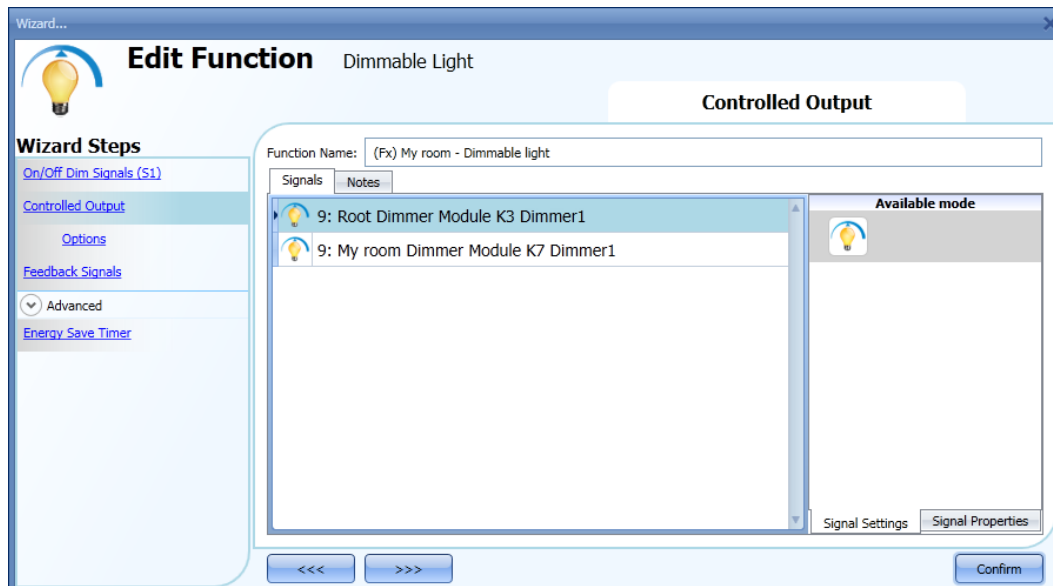 Wizard...
Edit Function Dimmable Light
Controlled Output
Wizard Steps
On/Off Dim Signals (S1)
Controlled Output
Options
Feedback Signals
Advanced
Energy Save Timer
Function Name: (Fx) My room - Dimmable light
Signals Notes
9: Root Dimmer Module K3 Dimmer1
9: My room Dimmer Module K7 Dimmer1
Available mode
Signal Settings Signal Properties
<<< >>> Confirm